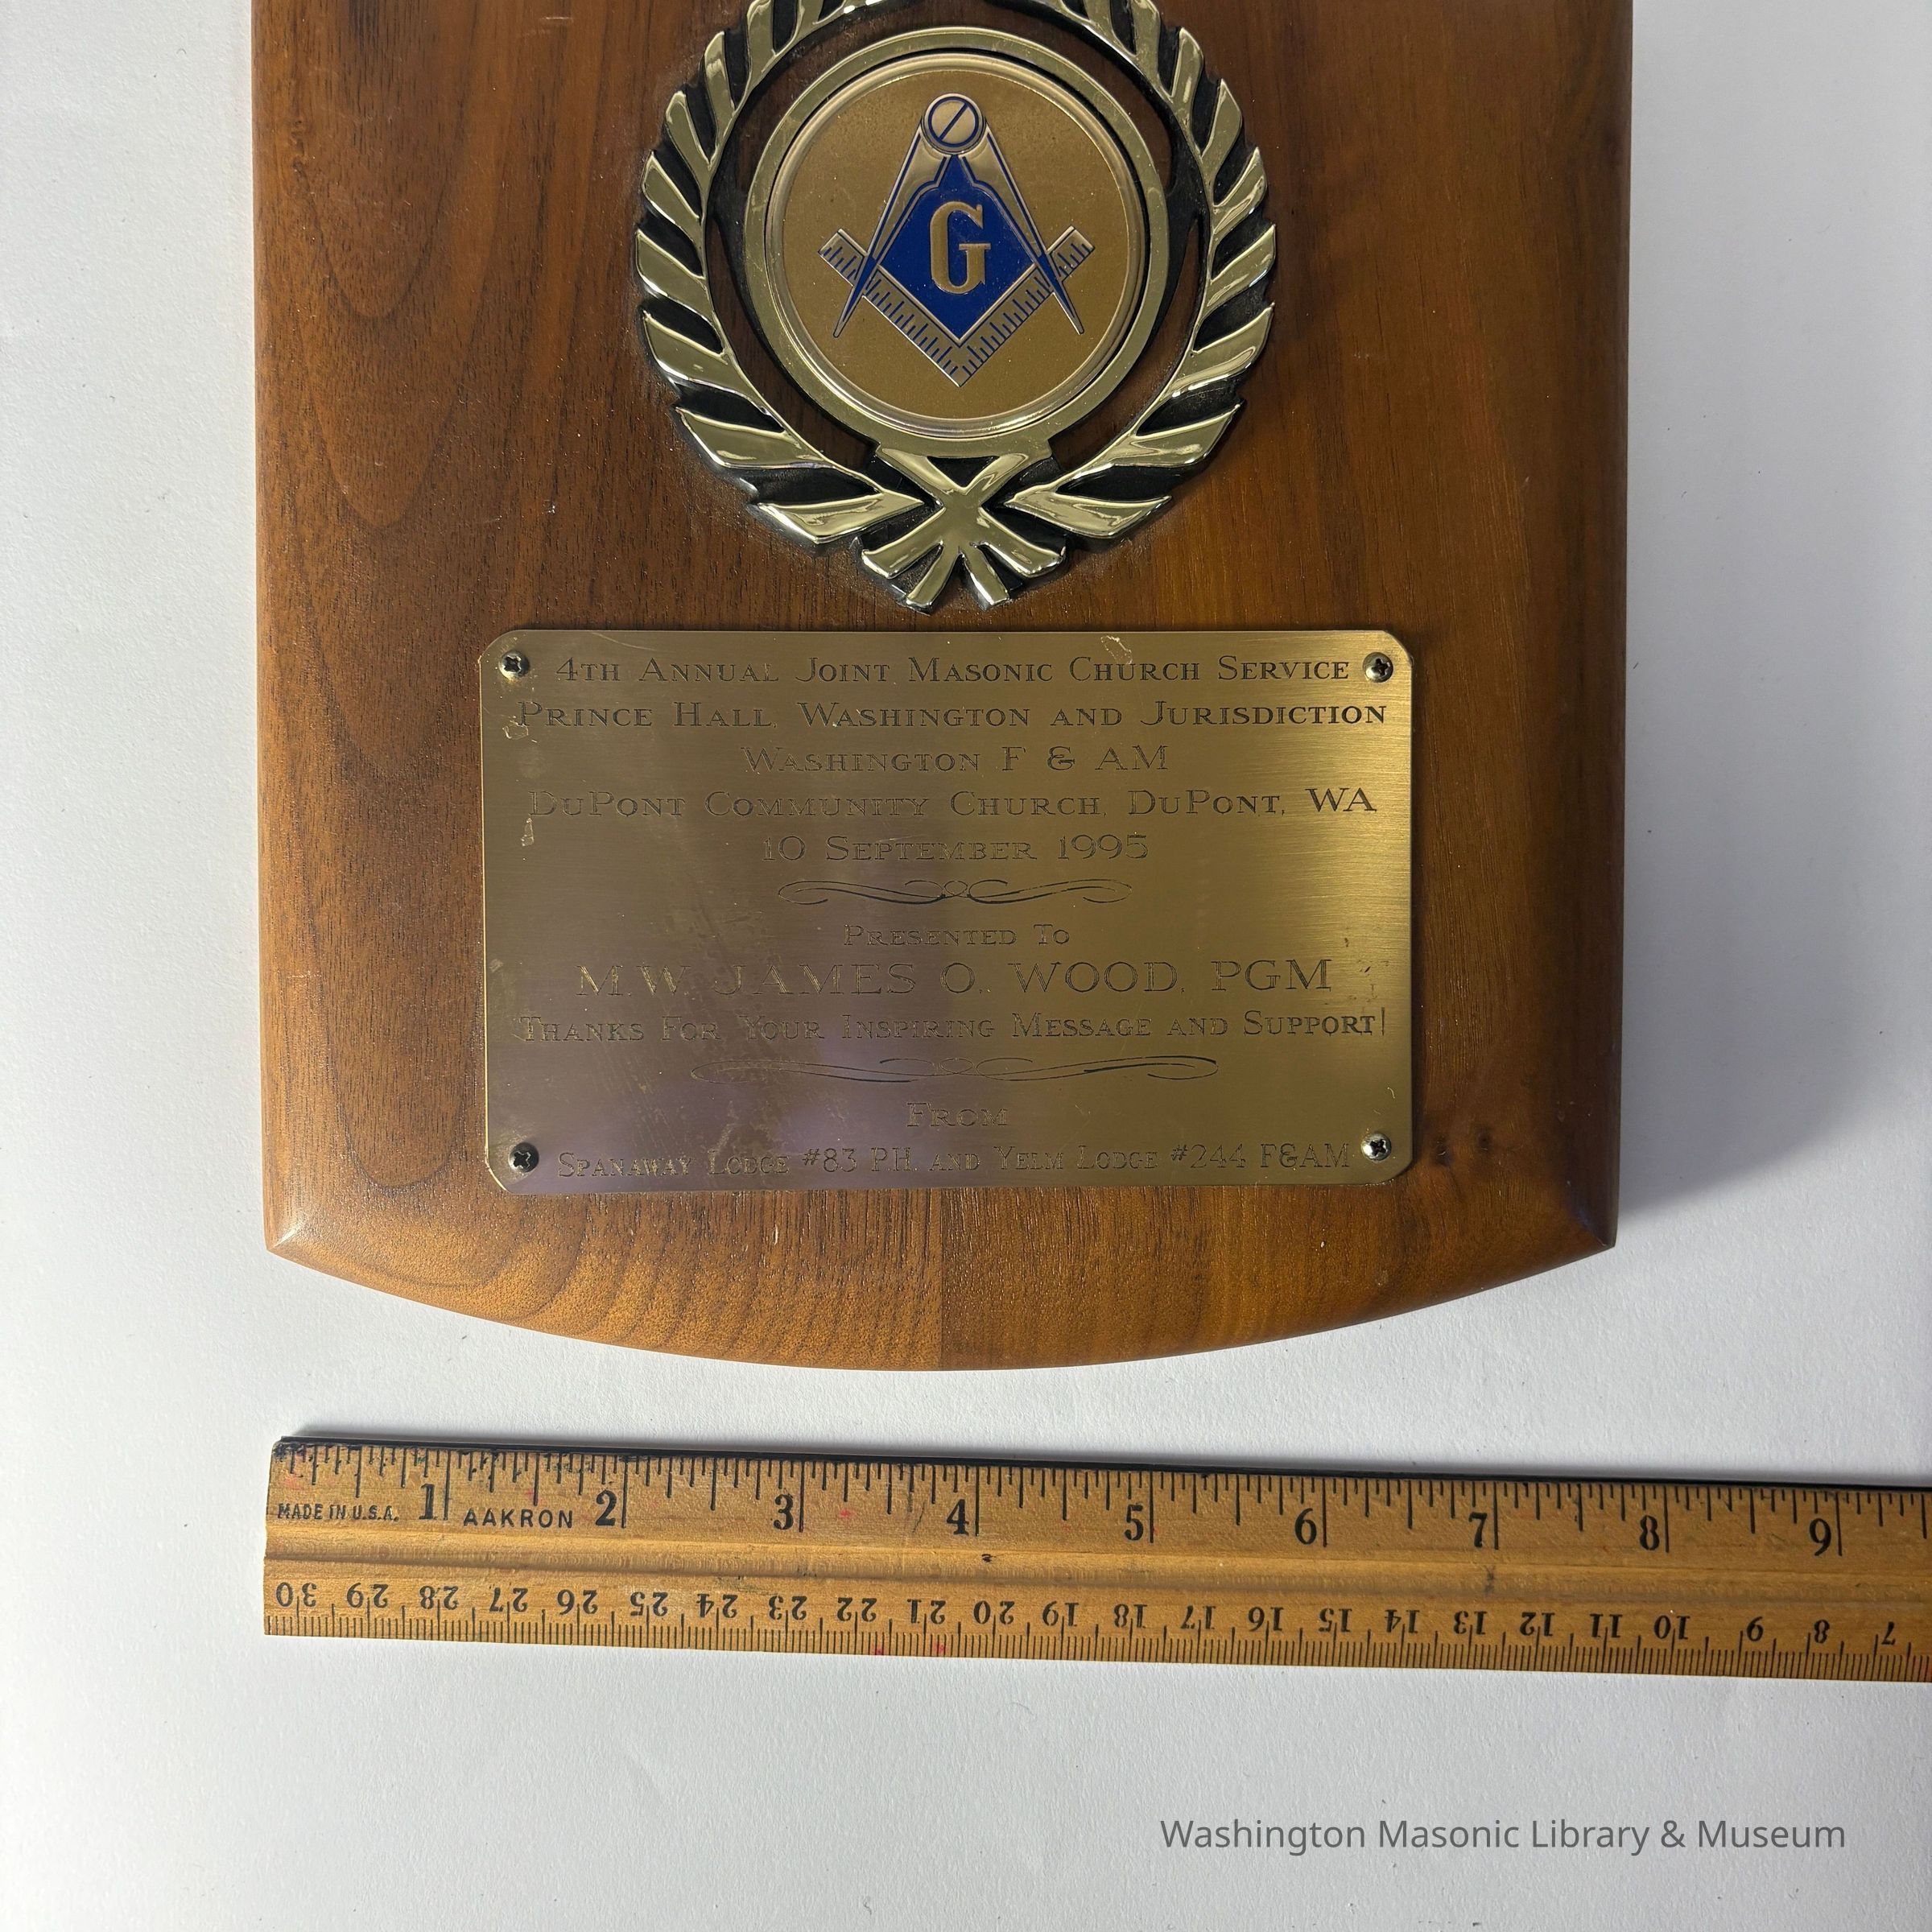 G
4TH ANNUAL JOINT MASONIC CHURCH SERVICE
PRINCE HALL, WASHINGTON AND JURISDICTION
WASHINGTON F & AM
DUPONT COMMUNITY CHURCH, DUPONT, WA
10 SEPTEMBER 1995
PRESENTED TO
M.W. JAMES O. WOOD, PGM
THANKS FOR YOUR INSPIRING MESSAGE AND SUPPORT!
FROM
SPANAWAY LODGE #83 P.H. AND YELM LODGE #244 F&AM
MADE IN U.S.A. 1 AAKRON 2 3 4 5 6 7 8 9
30 29 28 27 26 25 24 23 22 21 20 19 18 17 16 15 14 13 12 11 10 9 8 7
Washington Masonic Library & Museum